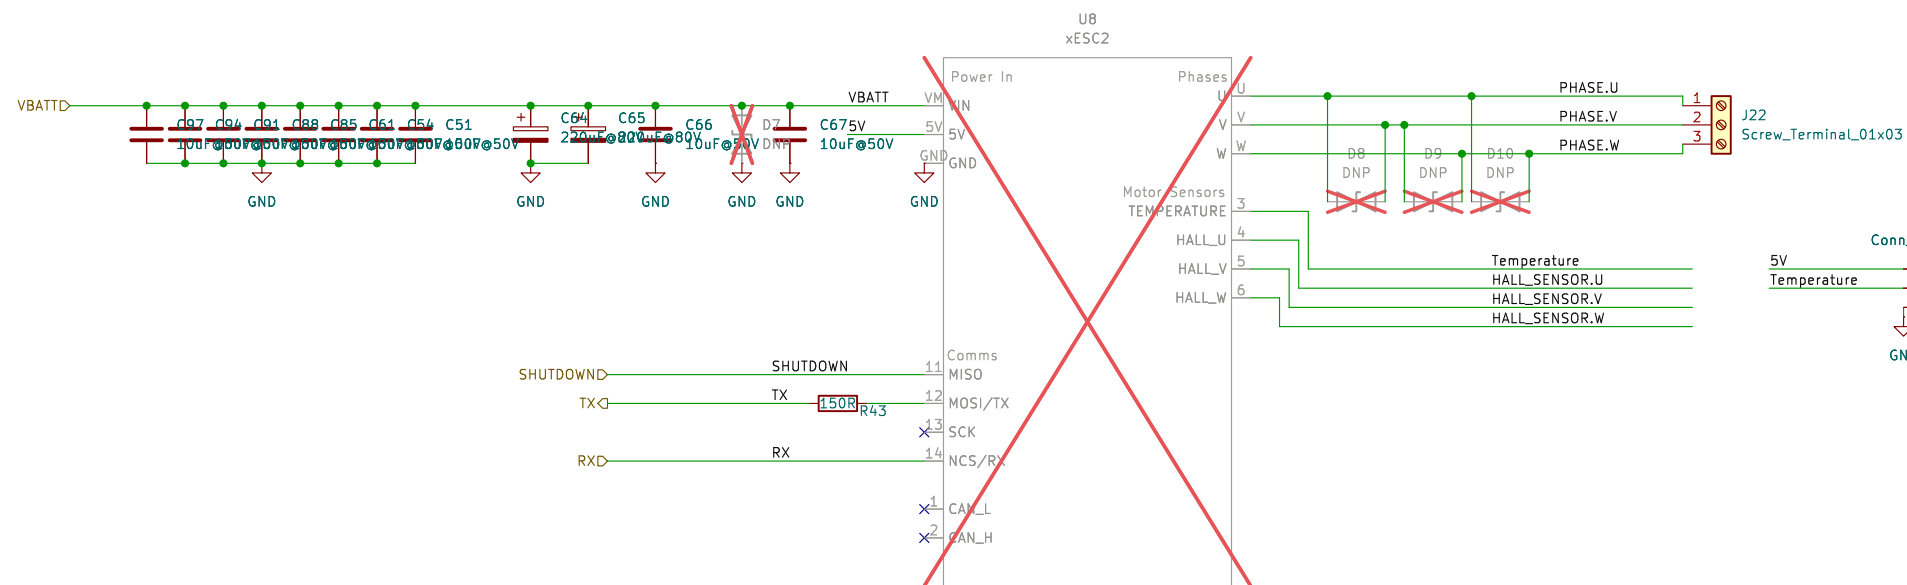 U8
xESC2
Power In
Phases
VBATT
VBATT
VM
VIN
U
U
PHASE.U
1
J22
C97
C94
C91
C88
C85
C61
C54
C51
C64
C65
C66
D7
C67
5V
5V
5V
V
V
PHASE.V
2
Screw_Terminal_01x03
10uF@50V
220uF@80V
10uF@50V
DNP
10uF@50V
GND
GND
W
W
PHASE.W
3
D8
D9
D10
DNP
DNP
DNP
GND
GND
GND
GND
GND
GND
Motor Sensors
TEMPERATURE
3
HALL_U
4
HALL_V
5
HALL_W
6
Temperature
HALL_SENSOR.U
HALL_SENSOR.V
HALL_SENSOR.W
Conn_
5V
Temperature
GN
Comms
SHUTDOWN
SHUTDOWN
11
MISO
TX
TX
150R
R43
12
MOSI/TX
13
SCK
RX
RX
14
NCS/RX
1
CAN_L
2
CAN_H